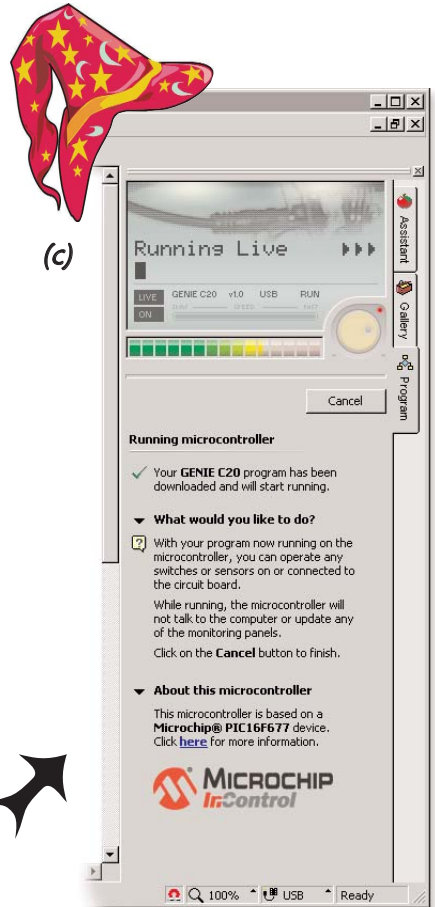 (c)
Running Live
LIVE
GENIE C20 v1.0 USB RUN
ON
SLOW SPEED FAST
Cancel
Assistant
Gallery
Program
Running microcontroller
Your GENIE C20 program has been
downloaded and will start running.
What would you like to do?
With your program now running on the
microcontroller, you can operate any
switches or sensors on or connected to
the circuit board.
While running, the microcontroller will
not talk to the computer or update any
of the monitoring panels.
Click on the Cancel button to finish.
About this microcontroller
This microcontroller is based on a
Microchip® PIC16F677 device.
Click here for more information.
MICROCHIP
In:Control
100% USB Ready